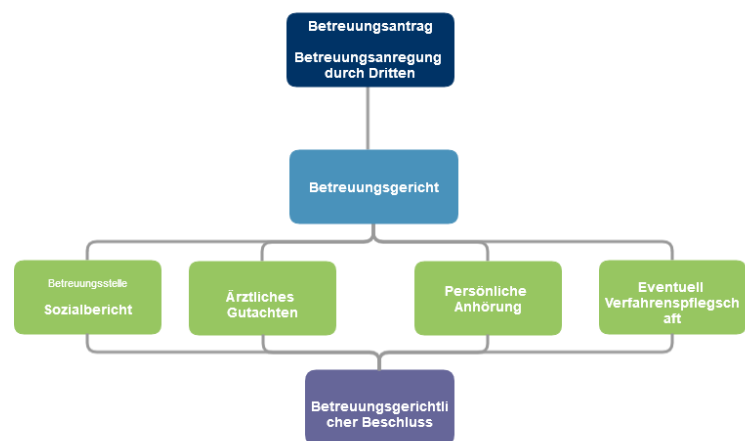 Betreuungsantrag
Betreuungsanregung
durch Dritten
Betreuungsgericht
Betreuungsstelle
Sozialbericht
Ärztliches
Gutachten
Persönliche
Anhörung
Eventuell
Verfahrenspflegsch
aft
Betreuungsgerichtli
cher Beschluss